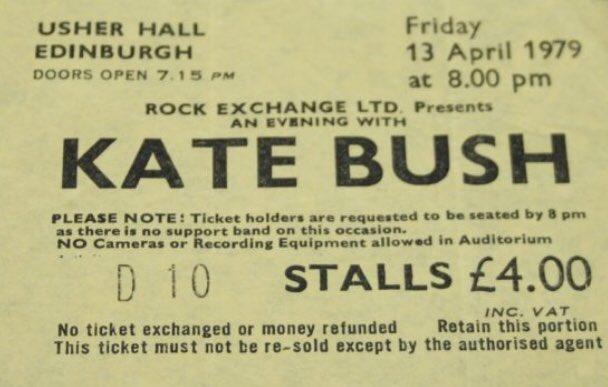 USHER HALL
EDINBURGH
DOORS OPEN 7.15 PM
Friday
13 April 1979
at 8.00 pm
ROCK EXCHANGE LTD. Presents
AN EVENING WITH
KATE BUSH
PLEASE NOTE: Ticket holders are requested to be seated by 8 pm
as there is no support band on this occasion.
NO Cameras or Recording Equipment allowed in Auditorium
D 10 STALLS £4.00
INC. VAT
No ticket exchanged or money refunded Retain this portion
This ticket must not be re-sold except by the authorised agent